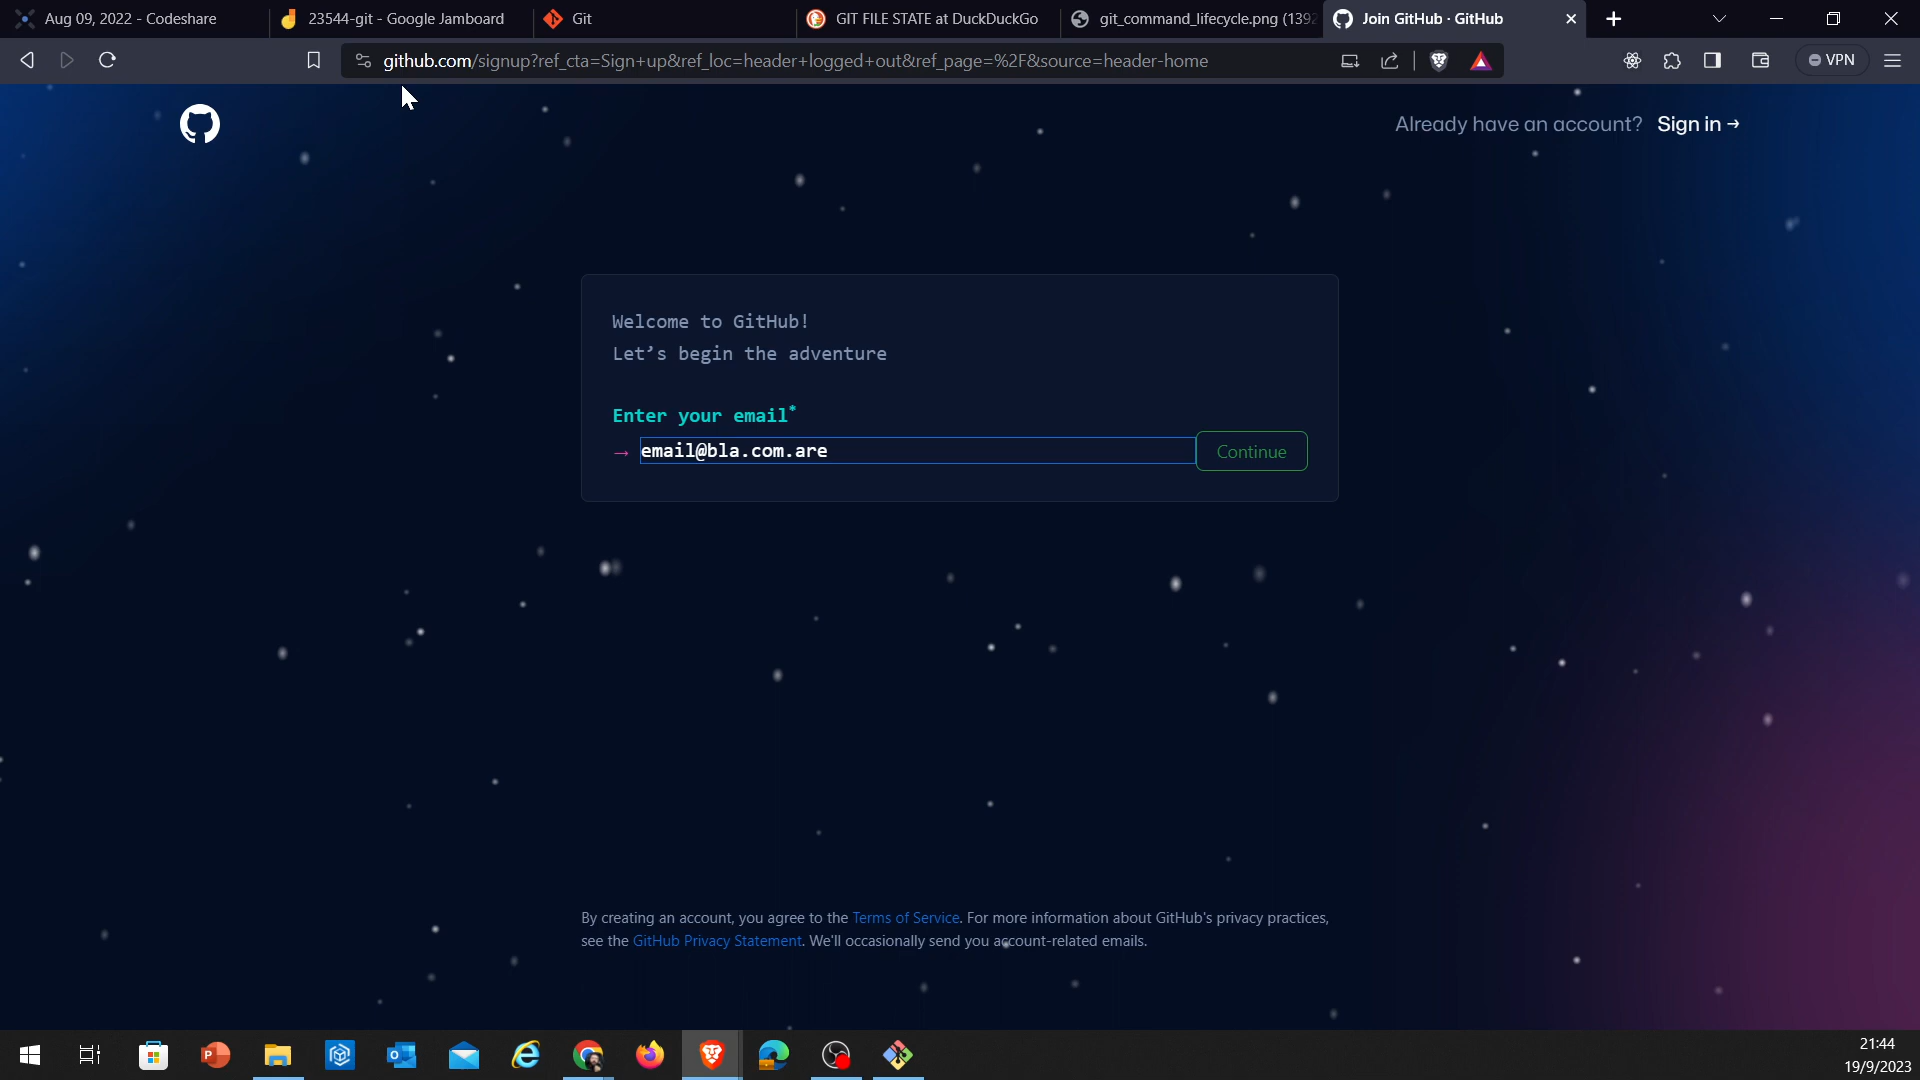 Aug 09, 2022 - Codeshare
23544-git - Google Jamboard
Git
GIT FILE STATE at DuckDuckGo
git_command_lifecycle.png (1392
Join GitHub · GitHub
github.com/signup?ref_cta=Sign+up&ref_loc=header+logged+out&ref_page=%2F&source=header-home
VPN
Already have an account? Sign in →
Welcome to GitHub!
Let’s begin the adventure
Enter your email*
→ email@bla.com.are
Continue
By creating an account, you agree to the Terms of Service. For more information about GitHub's privacy practices,
see the GitHub Privacy Statement. We'll occasionally send you account-related emails.
21:44
19/9/2023